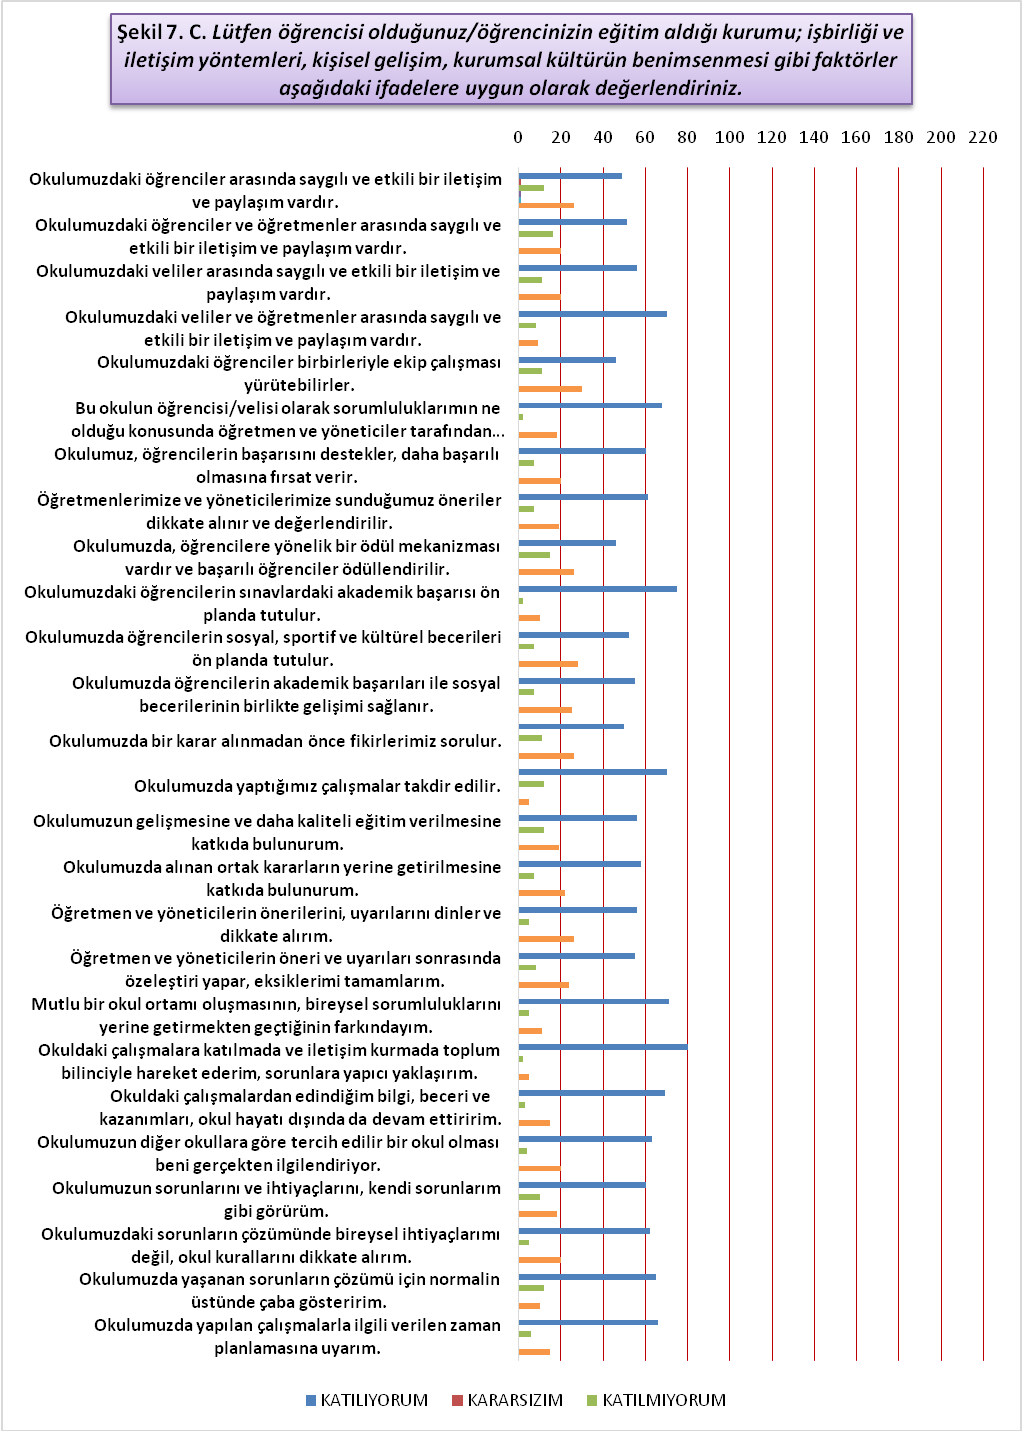 Şekil 7. C. Lütfen öğrencisi olduğunuz/öğrencinizin eğitim aldığı kurumu; işbirliği ve
iletişim yöntemleri, kişisel gelişim, kurumsal kültürün benimsenmesi gibi faktörler
aşağıdaki ifadelere uygun olarak değerlendiriniz.
0 20 40 60 80 100 120 140 160 180 200 220
Okulumuzdaki öğrenciler arasında saygılı ve etkili bir iletişim
ve paylaşım vardır.
Okulumuzdaki öğrenciler ve öğretmenler arasında saygılı ve
etkili bir iletişim ve paylaşım vardır.
Okulumuzdaki veliler arasında saygılı ve etkili bir iletişim ve
paylaşım vardır.
Okulumuzdaki veliler ve öğretmenler arasında saygılı ve
etkili bir iletişim ve paylaşım vardır.
Okulumuzdaki öğrenciler birbirleriyle ekip çalışması
yürütebilirler.
Bu okulun öğrencisi/velisi olarak sorumluluklarımın ne
olduğu konusunda öğretmen ve yöneticiler tarafından...
Okulumuz, öğrencilerin başarısını destekler, daha başarılı
olmasına fırsat verir.
Öğretmenlerimize ve yöneticilerimize sunduğumuz öneriler
dikkate alınır ve değerlendirilir.
Okulumuzda, öğrencilere yönelik bir ödül mekanizması
vardır ve başarılı öğrenciler ödüllendirilir.
Okulumuzdaki öğrencilerin sınavlardaki akademik başarısı ön
planda tutulur.
Okulumuzda öğrencilerin sosyal, sportif ve kültürel becerileri
ön planda tutulur.
Okulumuzda öğrencilerin akademik başarıları ile sosyal
becerilerinin birlikte gelişimi sağlanır.
Okulumuzda bir karar alınmadan önce fikirlerimiz sorulur.
Okulumuzda yaptığımız çalışmalar takdir edilir.
Okulumuzun gelişmesine ve daha kaliteli eğitim verilmesine
katkıda bulunurum.
Okulumuzda alınan ortak kararların yerine getirilmesine
katkıda bulunurum.
Öğretmen ve yöneticilerin önerilerini, uyarılarını dinler ve
dikkate alırım.
Öğretmen ve yöneticilerin öneri ve uyarıları sonrasında
özeleştiri yapar, eksiklerimi tamamlarım.
Mutlu bir okul ortamı oluşmasının, bireysel sorumluluklarını
yerine getirmekten geçtiğinin farkındayım.
Okuldaki çalışmalara katılmada ve iletişim kurmada toplum
bilinciyle hareket ederim, sorunlara yapıcı yaklaşırım.
Okuldaki çalışmalardan edindiğim bilgi, beceri ve
kazanımları, okul hayatı dışında da devam ettiririm.
Okulumuzun diğer okullara göre tercih edilir bir okul olması
beni gerçekten ilgilendiriyor.
Okulumuzun sorunlarını ve ihtiyaçlarını, kendi sorunlarım
gibi görürüm.
Okulumuzdaki sorunların çözümünde bireysel ihtiyaçlarımı
değil, okul kurallarını dikkate alırım.
Okulumuzda yaşanan sorunların çözümü için normalin
üstünde çaba gösteririm.
Okulumuzda yapılan çalışmalarla ilgili verilen zaman
planlamasına uyarım.
KATILIYORUM KARARSIZIM KATILMIYORUM